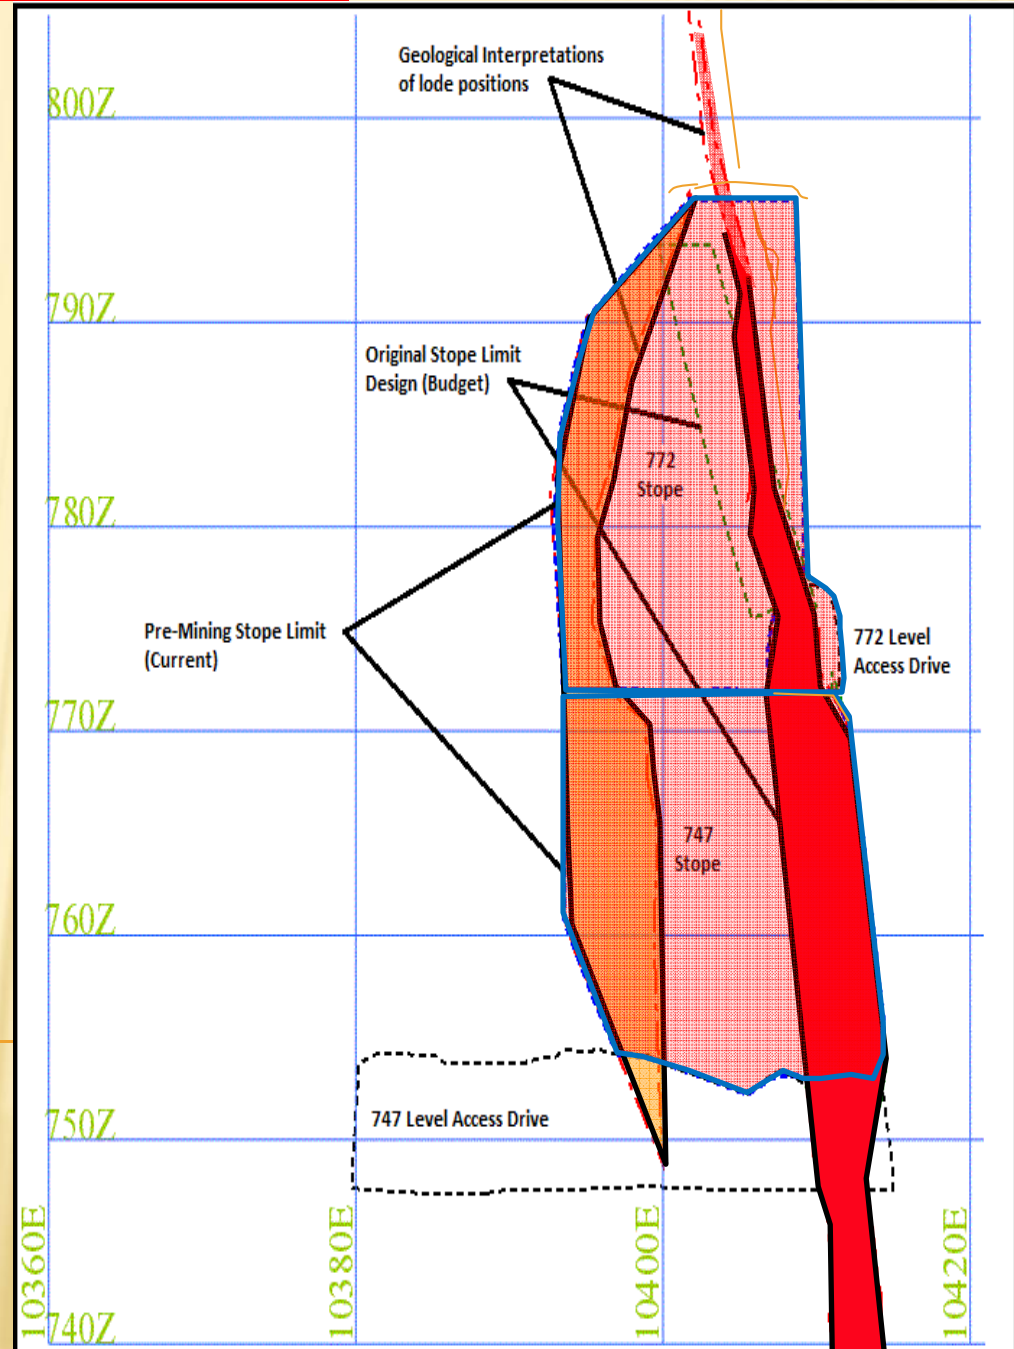 Geological Interpretations
of lode positions
800Z
790Z
Original Stope Limit
Design (Budget)
772
Stope
780Z
Pre-Mining Stope Limit
(Current)
772 Level
Access Drive
770Z
747
Stope
760Z
747 Level Access Drive
750Z
10360E
10380E
10400E
10420E
740Z